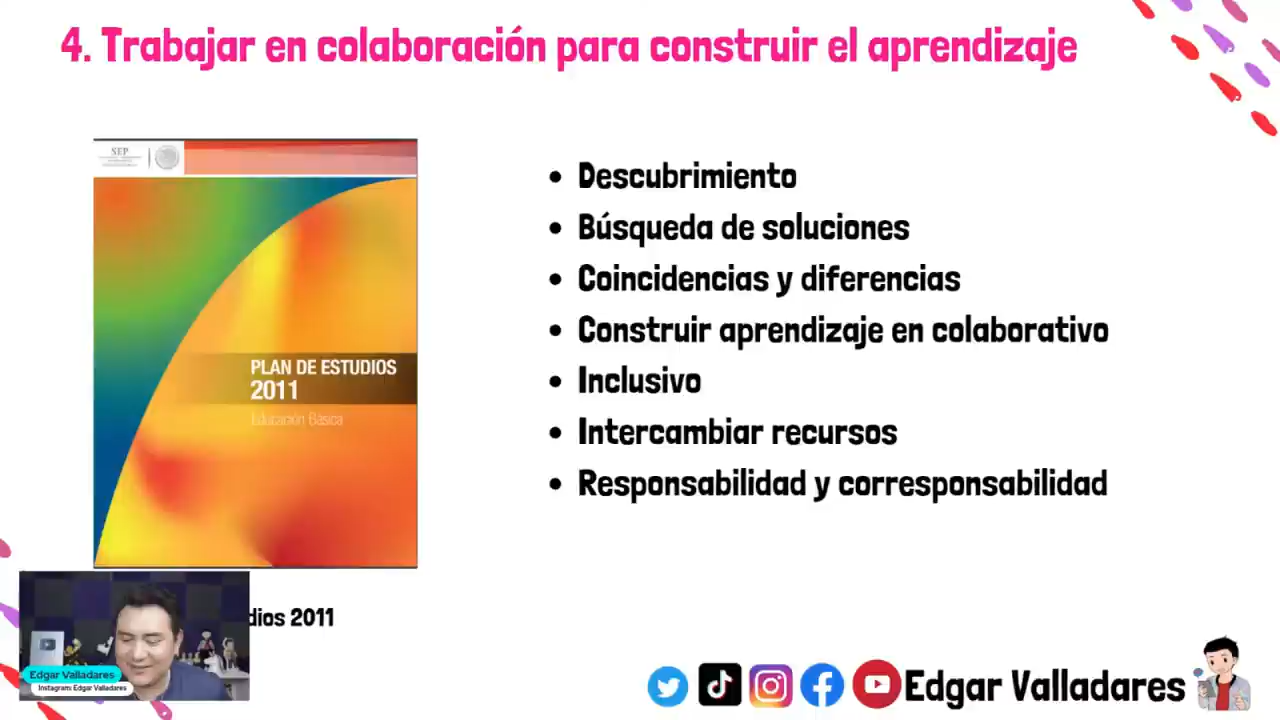 4. Trabajar en colaboración para construir el aprendizaje
SEP
PLAN DE ESTUDIOS
2011
Educación Básica
• Descubrimiento
• Búsqueda de soluciones
• Coincidencias y diferencias
• Construir aprendizaje en colaborativo
• Inclusivo
• Intercambiar recursos
• Responsabilidad y corresponsabilidad
dios 2011
Edgar Valladares
Instagram: Edgar Valladares
Edgar Valladares